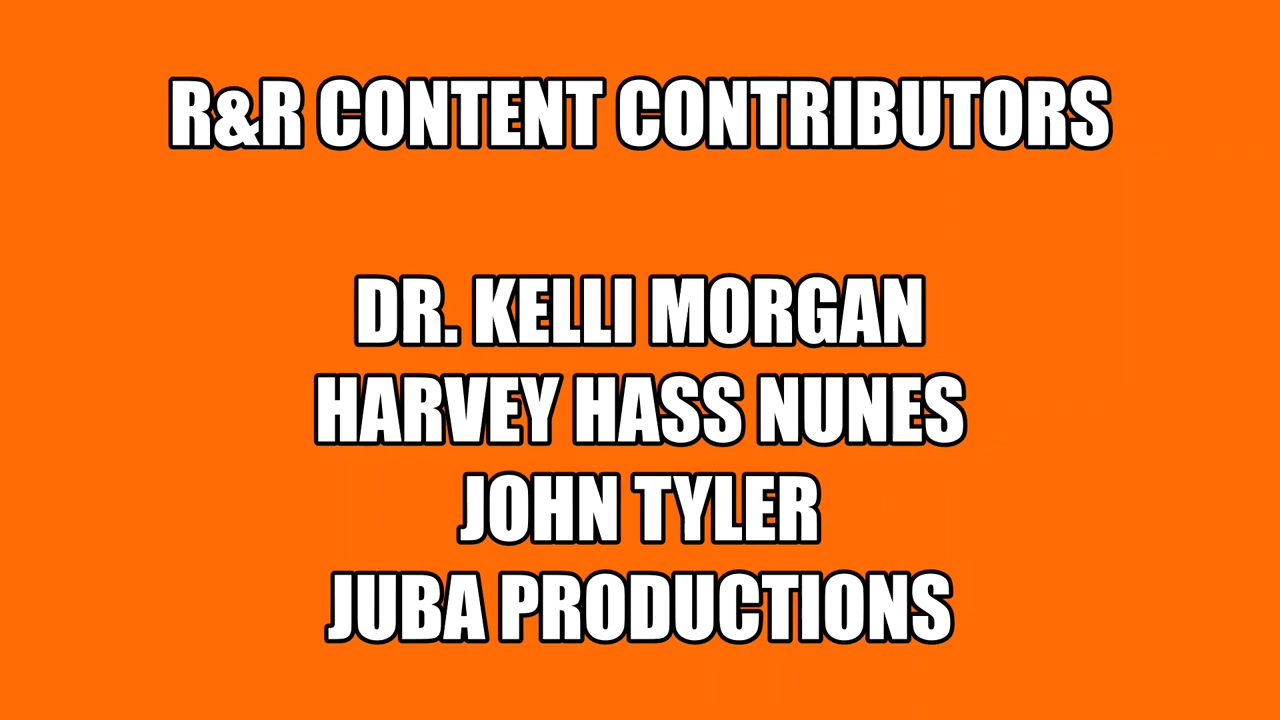 R&R CONTENT CONTRIBUTORS
DR. KELLI MORGAN
HARVEY HASS NUNES
JOHN TYLER
JUBA PRODUCTIONS